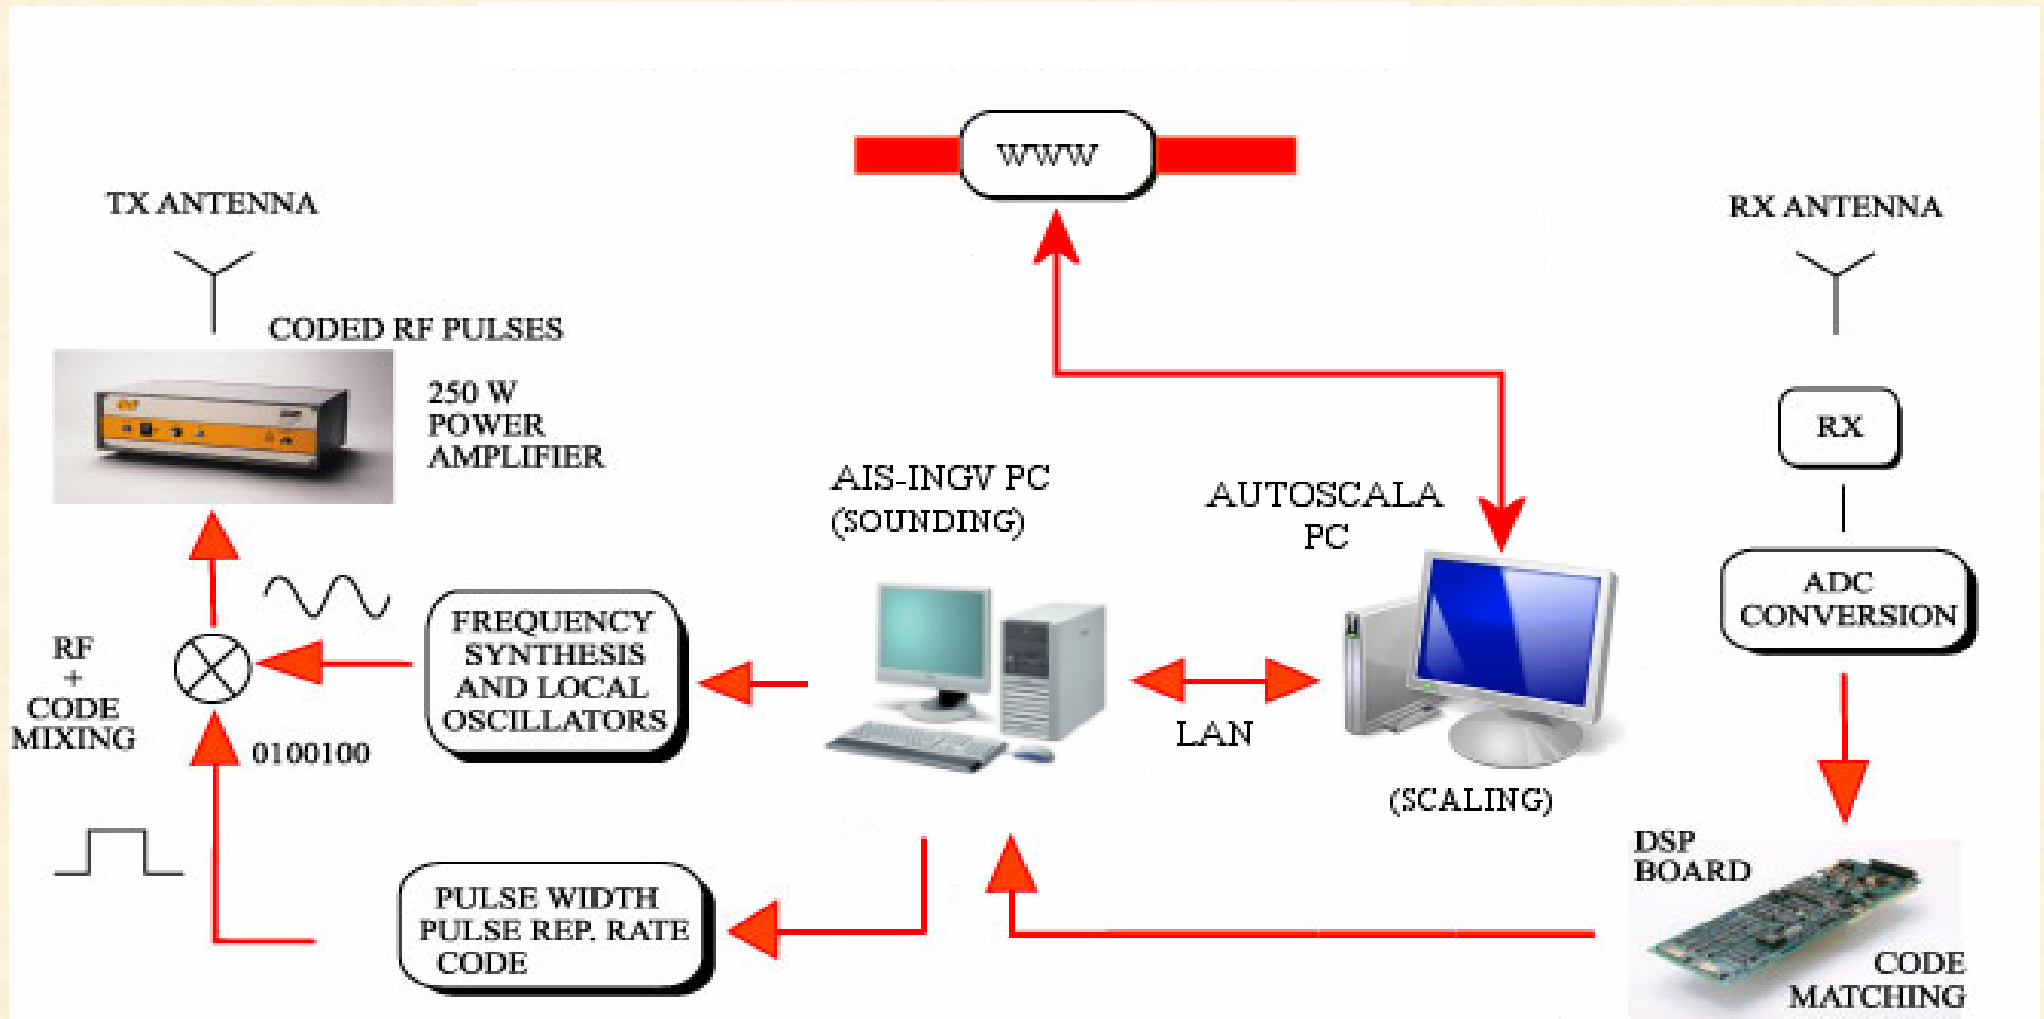 WWW
TX ANTENNA
RX ANTENNA
CODED RF PULSES
250 W
POWER
AMPLIFIER
RX
AIS-INGV PC
(SOUNDING)
AUTOSCALA
PC
ADC
CONVERSION
FREQUENCY
SYNTHESIS
AND LOCAL
OSCILLATORS
RF
+
CODE
MIXING
0100100
LAN
(SCALING)
DSP
BOARD
PULSE WIDTH
PULSE REP. RATE
CODE
CODE
MATCHING